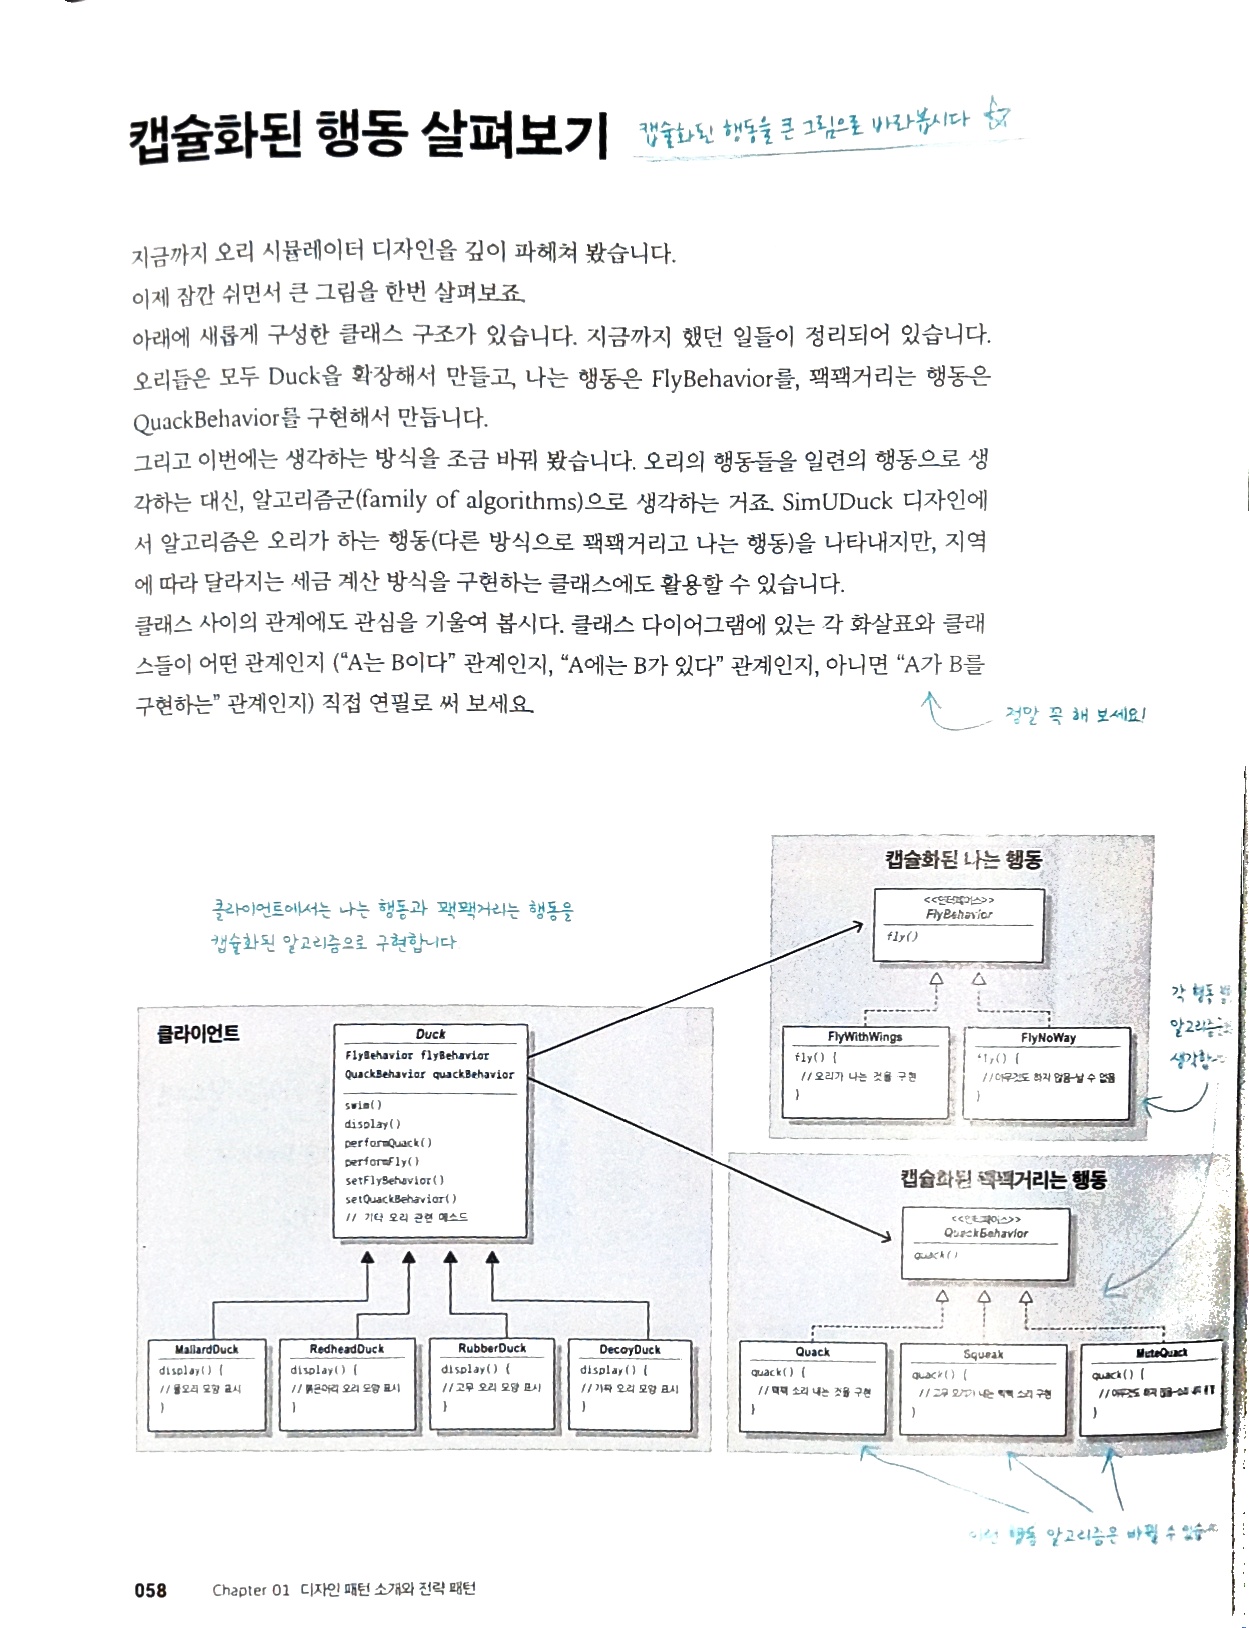 캡슐화된 행동 살펴보기
캡슐화된 행동을 큰 그림으로 바라봅시다
지금까지 오리 시뮬레이터 디자인을 깊이 파헤쳐 봤습니다.
이제 잠깐 쉬면서 큰 그림을 한번 살펴보죠.
아래에 새롭게 구성한 클래스 구조가 있습니다. 지금까지 했던 일들이 정리되어 있습니다.
오리들은 모두 Duck을 확장해서 만들고, 나는 행동은 FlyBehavior를, 꽥꽥거리는 행동은
QuackBehavior를 구현해서 만듭니다.
그리고 이번에는 생각하는 방식을 조금 바꿔 봤습니다. 오리의 행동들을 일련의 행동으로 생
각하는 대신, 알고리즘군(family of algorithms)으로 생각하는 거죠. SimUDuck 디자인에
서 알고리즘은 오리가 하는 행동(다른 방식으로 꽥꽥거리고 나는 행동)을 나타내지만, 지역
에 따라 달라지는 세금 계산 방식을 구현하는 클래스에도 활용할 수 있습니다.
클래스 사이의 관계에도 관심을 기울여 봅시다. 클래스 다이어그램에 있는 각 화살표와 클래
스들이 어떤 관계인지 (“A는 B이다” 관계인지, “A에는 B가 있다” 관계인지, 아니면 “A가 B를
구현하는” 관계인지) 직접 연필로 써 보세요.
정말 꼭 해 보세요!
클라이언트에서는 나는 행동과 꽥꽥거리는 행동을
캡슐화된 알고리즘으로 구현합니다
클라이언트
Duck
FlyBehavior flyBehavior
QuackBehavior quackBehavior
swim()
display()
performQuack()
performFly()
setFlyBehavior()
setQuackBehavior()
// 기타 오리 관련 메소드
MallardDuck
display() {
// 물오리 모양 표시
}
RedheadDuck
display() {
// 붉은머리 오리 모양 표시
}
RubberDuck
display() {
// 고무 오리 모양 표시
}
DecoyDuck
display() {
// 가짜 오리 모양 표시
}
캡슐화된 나는 행동
<<인터페이스>>
FlyBehavior
fly()
FlyWithWings
fly() {
// 오리가 나는 것을 구현
}
FlyNoWay
fly() {
// 아무것도 하지 않음-날 수 없음
}
각 행동
알고리즘
생각합
캡슐화된 꽥꽥거리는 행동
<<인터페이스>>
QuackBehavior
quack()
Quack
quack() {
// 꽥꽥 소리 내는 것을 구현
}
Squeak
quack() {
// 고무 오리가 내는 삑삑 소리 구현
}
MuteQuack
quack() {
// 아무것도 하지 않음-소리
}
이런 행동 알고리즘은 바뀔 수 있습
058 Chapter 01 디자인 패턴 소개와 전략 패턴